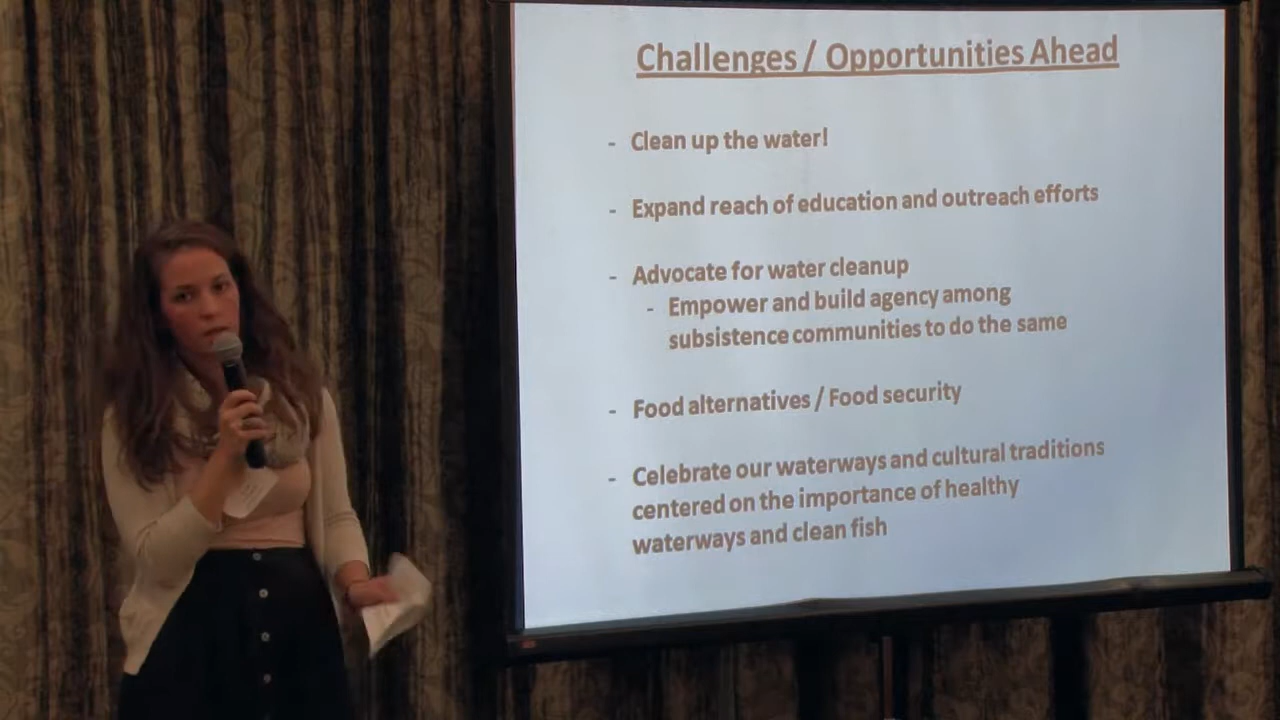 Challenges / Opportunities Ahead
- Clean up the water!
- Expand reach of education and outreach efforts
- Advocate for water cleanup
- Empower and build agency among
subsistence communities to do the same
- Food alternatives / Food security
- Celebrate our waterways and cultural traditions
centered on the importance of healthy
waterways and clean fish